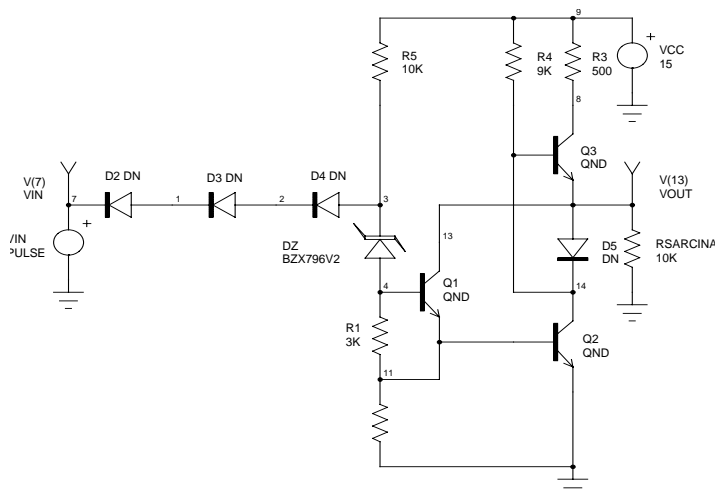 9
R5
10K
R4
9K
R3
500
VCC
15
8
Q3
QND
V(7)
VIN
7
D2 DN
1
D3 DN
2
D4 DN
3
V(13)
VOUT
/IN
PULSE
DZ
BZX796V2
13
D5
DN
RSARCINA
10K
4
Q1
QND
14
R1
3K
Q2
QND
11